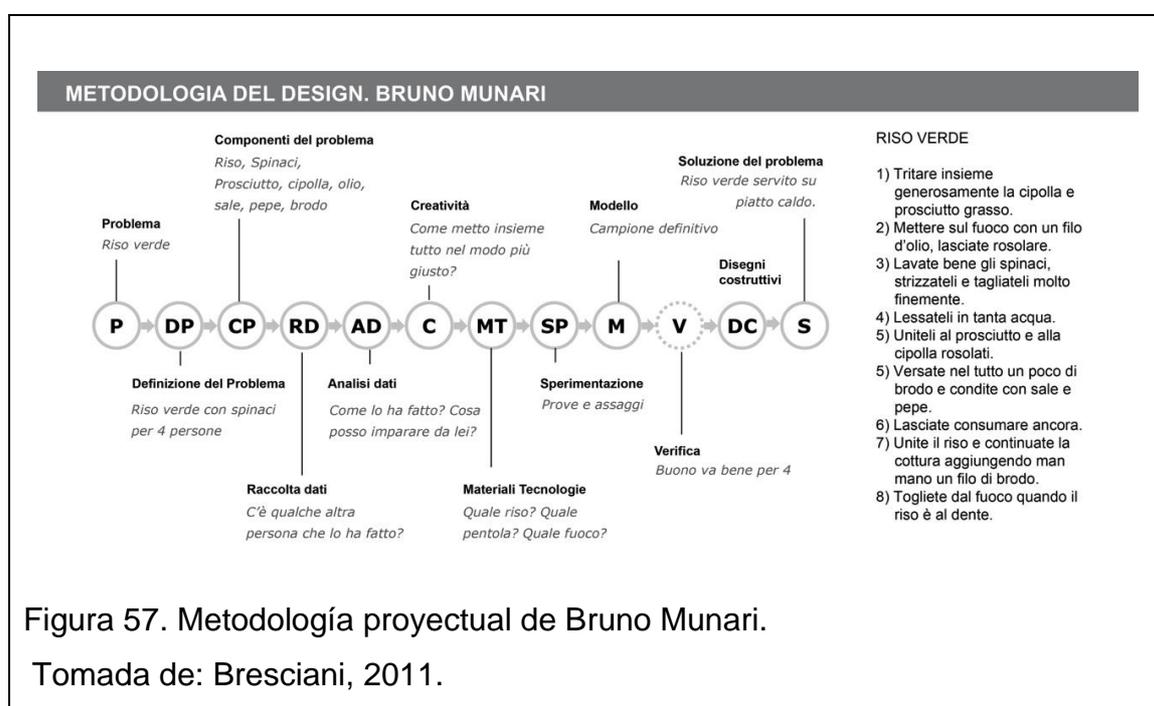 METODOLOGIA DEL DESIGN. BRUNO MUNARI
Componenti del problema
Riso, Spinaci,
Prosciutto, cipolla, olio,
sale, pepe, brodo
Soluzione del problema
Riso verde servito su
piatto caldo.
Creatività
Come metto insieme
tutto nel modo più
giusto?
Modello
Campione definitivo
Problema
Riso verde
Disegni
costruttivi
P DP CP RD AD C MT SP M V DC S
Definizione del Problema
Riso verde con spinaci
per 4 persone
Analisi dati
Come lo ha fatto? Cosa
posso imparare da lei?
Sperimentazione
Prove e assaggi
Verifica
Buono va bene per 4
Raccolta dati
C'è qualche altra
persona che lo ha fatto?
Materiali Tecnologie
Quale riso? Quale
pentola? Quale fuoco?
RISO VERDE
1) Tritare insieme
generosamente la cipolla e
prosciutto grasso.
2) Mettere sul fuoco con un filo
d'olio, lasciate rosolare.
3) Lavate bene gli spinaci,
strizzateli e tagliateli molto
finemente.
4) Lessateli in tanta acqua.
5) Uniteli al prosciutto e alla
cipolla rosolati.
5) Versate nel tutto un poco di
brodo e condite con sale e
pepe.
6) Lasciate consumare ancora.
7) Unite il riso e continuate la
cottura aggiungendo man
mano un filo di brodo.
8) Togliete dal fuoco quando il
riso è al dente.
Figura 57. Metodología proyectual de Bruno Munari.
Tomada de: Bresciani, 2011.